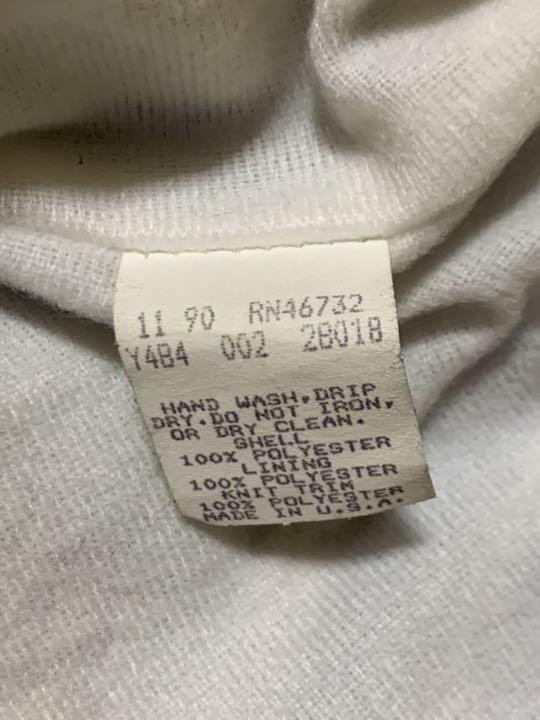 11 90 RN46732
Y4B4 002 2B018
HAND WASH, DRIP
DRY. DO NOT IRON,
OR DRY CLEAN.
SHELL
100% POLYESTER
LINING
100% POLYESTER
KNIT TRIM
100% POLYESTER
MADE IN U.S.A.